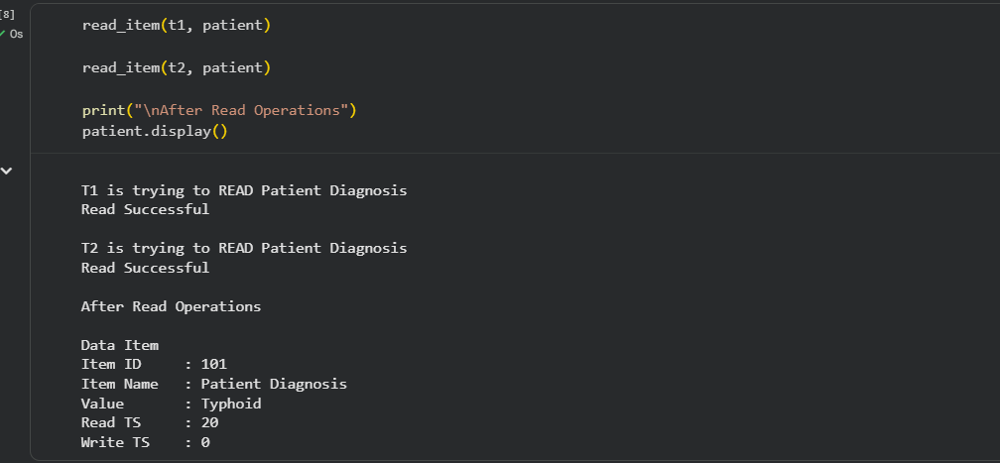 [8]
0s
read_item(t1, patient)
read_item(t2, patient)
print("\nAfter Read Operations")
patient.display()
T1 is trying to READ Patient Diagnosis
Read Successful
T2 is trying to READ Patient Diagnosis
Read Successful
After Read Operations
Data Item
Item ID : 101
Item Name : Patient Diagnosis
Value : Typhoid
Read TS : 20
Write TS : 0